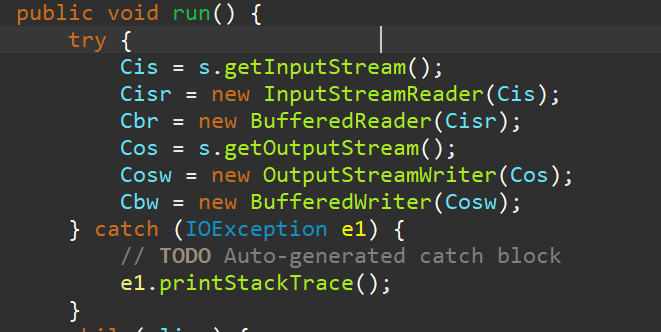 public void run() {
try {
Cis = s.getInputStream();
Cisr = new InputStreamReader(Cis);
Cbr = new BufferedReader(Cisr);
Cos = s.getOutputStream();
Cosw = new OutputStreamWriter(Cos);
Cbw = new BufferedWriter(Cosw);
} catch (IOException e1) {
// TODO Auto-generated catch block
e1.printStackTrace();
}